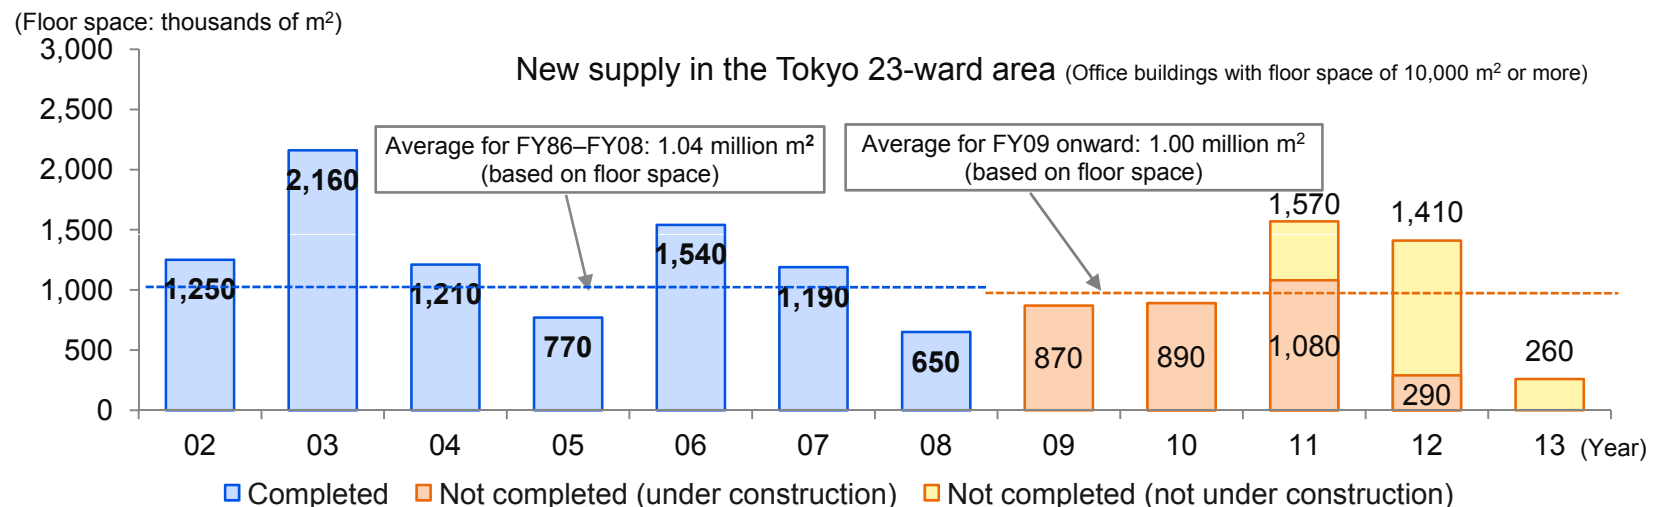 (Floor space: thousands of m²)
3,000
New supply in the Tokyo 23-ward area (Office buildings with floor space of 10,000 m² or more)
2,500
Average for FY86–FY08: 1.04 million m²
(based on floor space)
Average for FY09 onward: 1.00 million m²
(based on floor space)
2,000
2,160
1,570
1,410
1,500
1,540
1,250
1,210
1,190
1,000
770
650
870
890
1,080
260
500
290
0
02 03 04 05 06 07 08 09 10 11 12 13 (Year)
Completed Not completed (under construction) Not completed (not under construction)